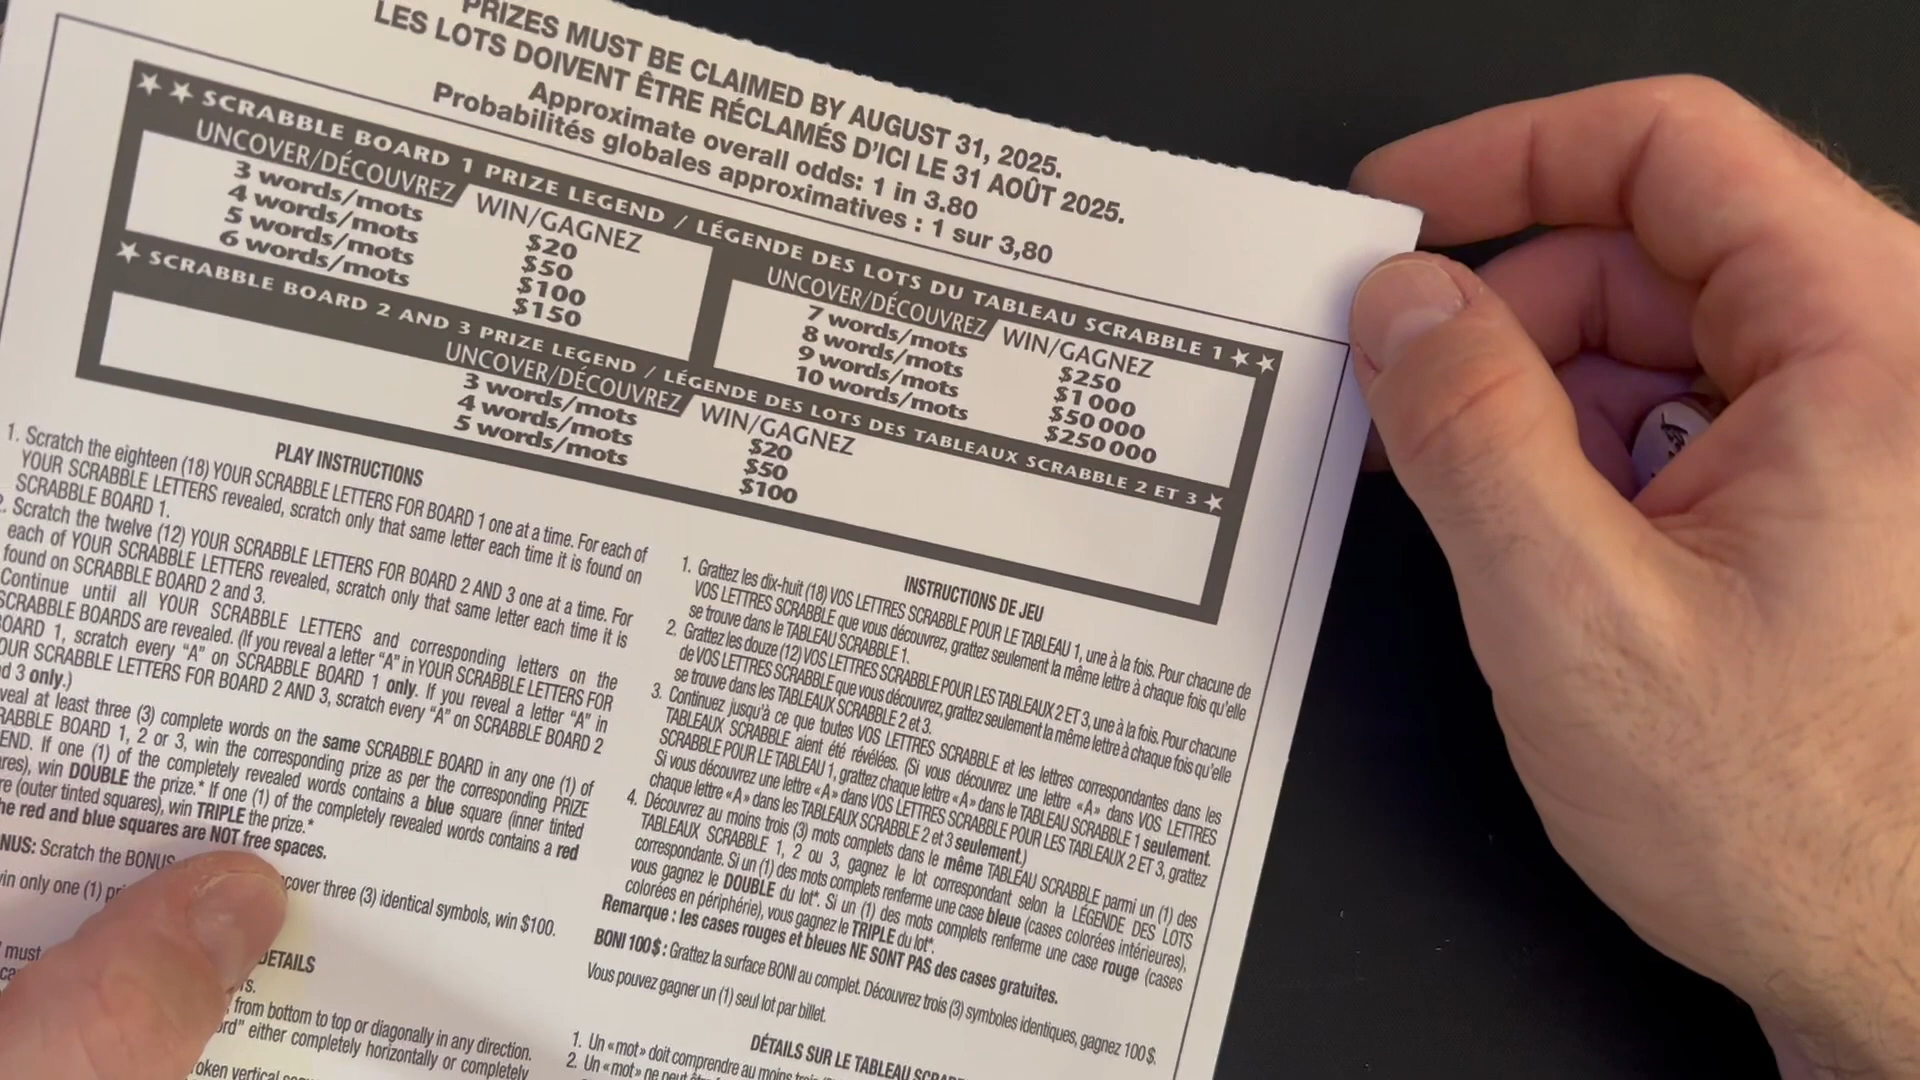 PRIZES MUST BE CLAIMED BY AUGUST 31, 2025.
LES LOTS DOIVENT ÊTRE RÉCLAMÉS D'ICI LE 31 AOÛT 2025.
Approximate overall odds: 1 in 3.80
Probabilités globales approximatives : 1 sur 3,80
SCRABBLE BOARD 1 PRIZE LEGEND / LÉGENDE DES LOTS DU TABLEAU SCRABBLE 1
UNCOVER/DÉCOUVREZ WIN/GAGNEZ
3 words/mots $20
4 words/mots $50
5 words/mots $100
6 words/mots $150
UNCOVER/DÉCOUVREZ WIN/GAGNEZ
7 words/mots $250
8 words/mots $1 000
9 words/mots $50 000
10 words/mots $250 000
SCRABBLE BOARD 2 AND 3 PRIZE LEGEND / LÉGENDE DES LOTS DES TABLEAUX SCRABBLE 2 ET 3
UNCOVER/DÉCOUVREZ WIN/GAGNEZ
3 words/mots $20
4 words/mots $50
5 words/mots $100
PLAY INSTRUCTIONS
1. Scratch the eighteen (18) YOUR SCRABBLE LETTERS FOR BOARD 1 one at a time. For each of
YOUR SCRABBLE LETTERS revealed, scratch only that same letter each time it is found on
SCRABBLE BOARD 1.
2. Scratch the twelve (12) YOUR SCRABBLE LETTERS FOR BOARD 2 AND 3 one at a time. For
each of YOUR SCRABBLE LETTERS revealed, scratch only that same letter each time it is
found on SCRABBLE BOARD 2 and 3.
Continue until all YOUR SCRABBLE LETTERS and corresponding letters on the
SCRABBLE BOARDS are revealed. (If you reveal a letter "A" in YOUR SCRABBLE LETTERS FOR
BOARD 1, scratch every "A" on SCRABBLE BOARD 1 only. If you reveal a letter "A" in
OUR SCRABBLE LETTERS FOR BOARD 2 AND 3, scratch every "A" on SCRABBLE BOARD 2
d 3 only.)
veal at least three (3) complete words on the same SCRABBLE BOARD in any one (1) of
RABBLE BOARD 1, 2 or 3, win the corresponding prize as per the corresponding PRIZE
END. If one (1) of the completely revealed words contains a blue square (inner tinted
res), win DOUBLE the prize.* If one (1) of the completely revealed words contains a red
re (outer tinted squares), win TRIPLE the prize.*
he red and blue squares are NOT free spaces.
NUS: Scratch the BONUS cover three (3) identical symbols, win $100.
in only one (1) pri
must
DETAILS
rs.
from bottom to top or diagonally in any direction.
ord" either completely horizontally or completely
oken vertical
INSTRUCTIONS DE JEU
1. Grattez les dix-huit (18) VOS LETTRES SCRABBLE POUR LE TABLEAU 1, une à la fois. Pour chacune de
VOS LETTRES SCRABBLE que vous découvrez, grattez seulement la même lettre à chaque fois qu'elle
se trouve dans le TABLEAU SCRABBLE 1.
2. Grattez les douze (12) VOS LETTRES SCRABBLE POUR LES TABLEAUX 2 ET 3, une à la fois. Pour chacune
de VOS LETTRES SCRABBLE que vous découvrez, grattez seulement la même lettre à chaque fois qu'elle
se trouve dans les TABLEAUX SCRABBLE 2 et 3.
3. Continuez jusqu'à ce que toutes VOS LETTRES SCRABBLE et les lettres correspondantes dans les
TABLEAUX SCRABBLE aient été révélées. (Si vous découvrez une lettre «A» dans VOS LETTRES
SCRABBLE POUR LE TABLEAU 1, grattez chaque lettre «A» dans le TABLEAU SCRABBLE 1 seulement.
Si vous découvrez une lettre «A» dans VOS LETTRES SCRABBLE POUR LES TABLEAUX 2 ET 3, grattez
chaque lettre «A» dans les TABLEAUX SCRABBLE 2 et 3 seulement.)
4. Découvrez au moins trois (3) mots complets dans le même TABLEAU SCRABBLE parmi un (1) des
TABLEAUX SCRABBLE 1, 2 ou 3, gagnez le lot correspondant selon la LÉGENDE DES LOTS
correspondante. Si un (1) des mots complets renferme une case bleue (cases colorées intérieures),
vous gagnez le DOUBLE du lot*. Si un (1) des mots complets renferme une case rouge (cases
colorées en périphérie), vous gagnez le TRIPLE du lot*.
Remarque : les cases rouges et bleues NE SONT PAS des cases gratuites.
BONI 100 $ : Grattez la surface BONI au complet. Découvrez trois (3) symboles identiques, gagnez 100 $.
Vous pouvez gagner un (1) seul lot par billet.
DÉTAILS SUR LE TABLEAU SCRABB
1. Un «mot» doit comprendre au moins trois
2. Un «mot» ne peut